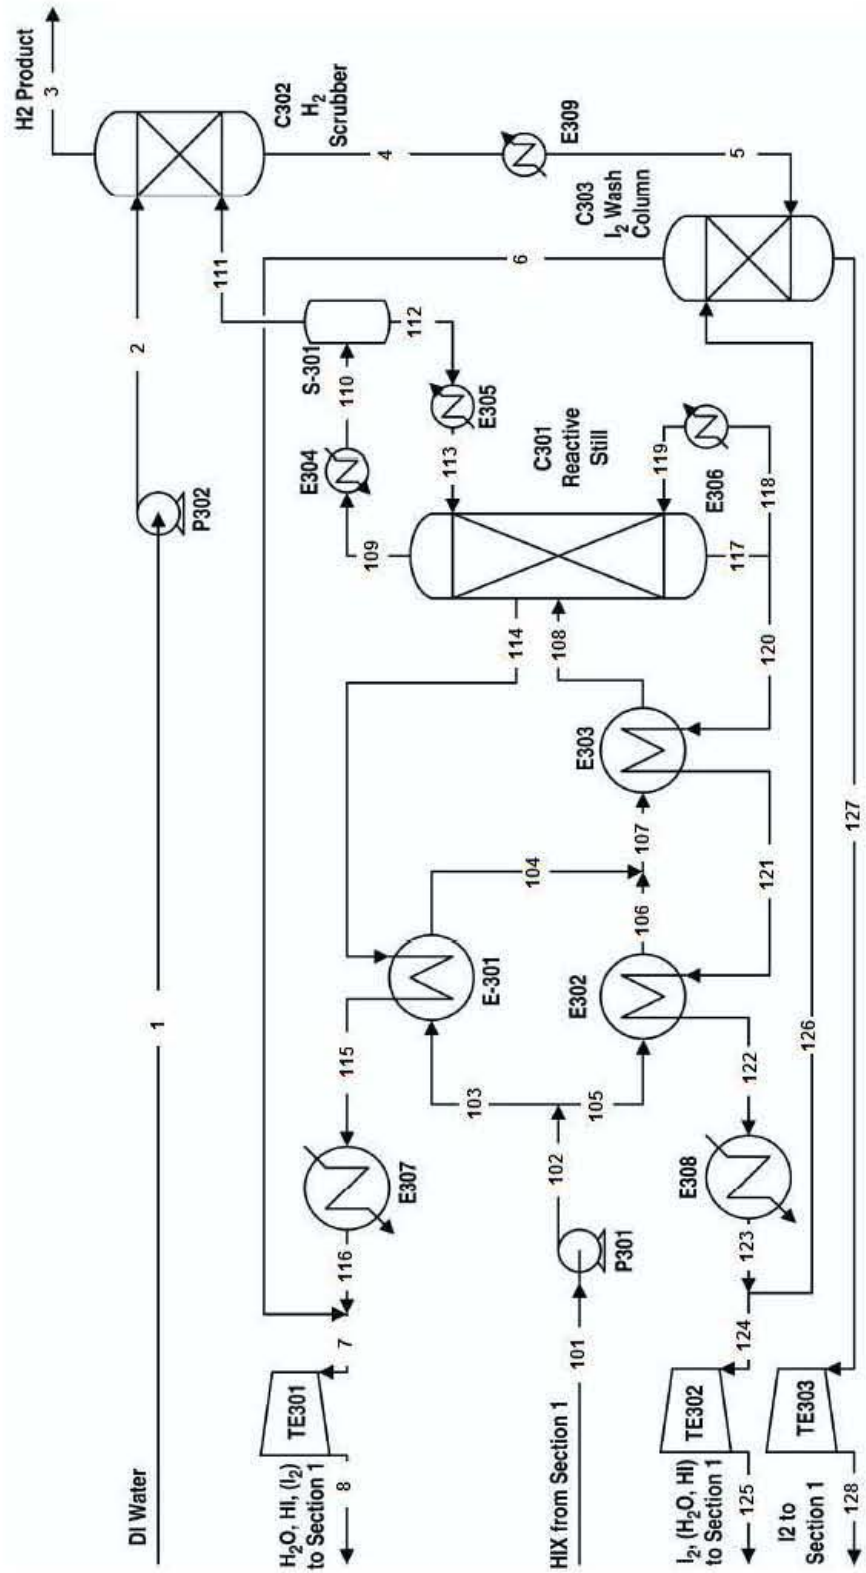 H2 Product
3
C302
H2
Scrubber
4
E309
5
C303
I2 Wash
Column
111
6
2
S-301
112
110
E305
E304
113
C301
Reactive
Still
119
E306
118
P302
109
117
114
108
120
E303
107
104
121
127
106
E-301
E302
1
126
115
103
105
122
102
E307
E308
116
P301
123
7
101
124
TE301
TE302
TE303
DI Water
H2O, HI, (I2)
to Section 1
8
HIX from Section 1
I2, (H2O, HI)
to Section 1
125
I2 to
Section 1
128